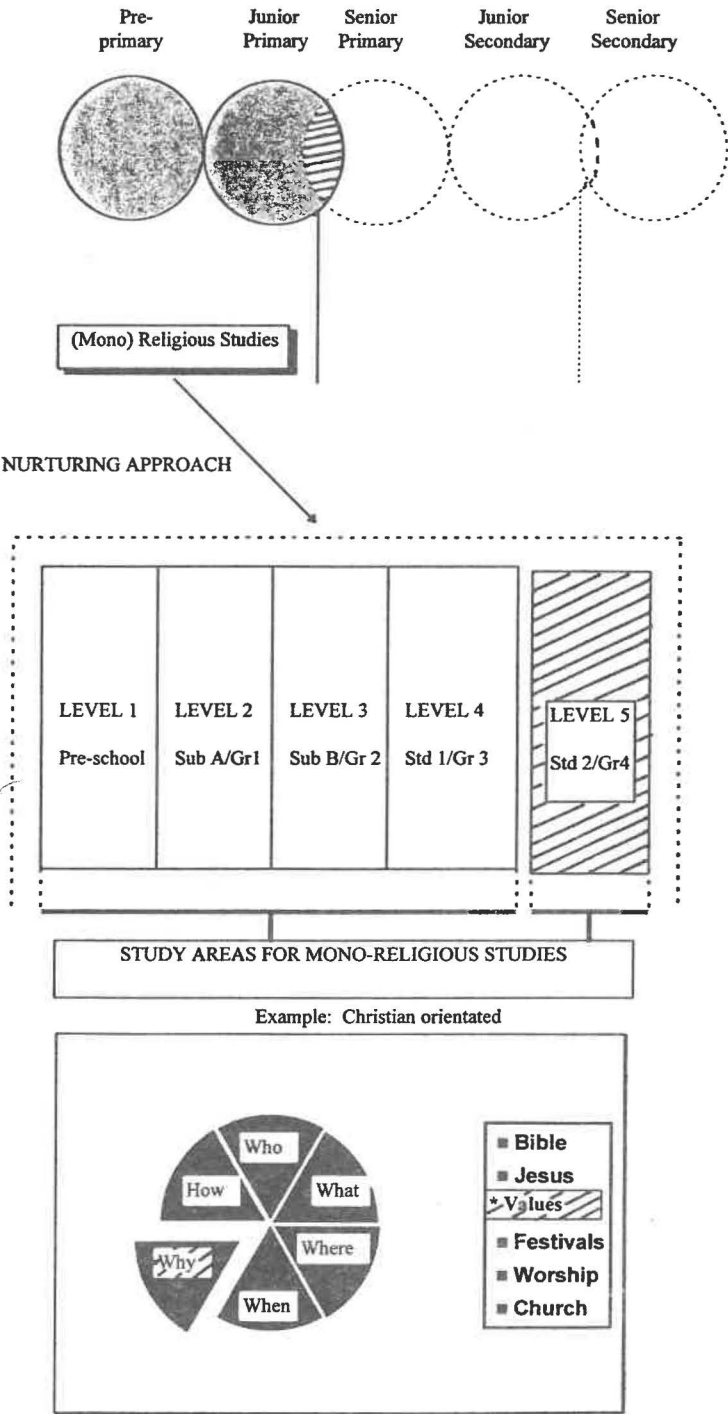 Pre-
primary
Junior
Primary
Senior
Primary
Junior
Secondary
Senior
Secondary
(Mono) Religious Studies
NURTURING APPROACH
LEVEL 1
Pre-school
LEVEL 2
Sub A/Gr1
LEVEL 3
Sub B/Gr 2
LEVEL 4
Std 1/Gr 3
LEVEL 5
Std 2/Gr4
STUDY AREAS FOR MONO-RELIGIOUS STUDIES
Example: Christian orientated
Who
What
Where
When
Why
How
Bible
Jesus
* Values
Festivals
Worship
Church